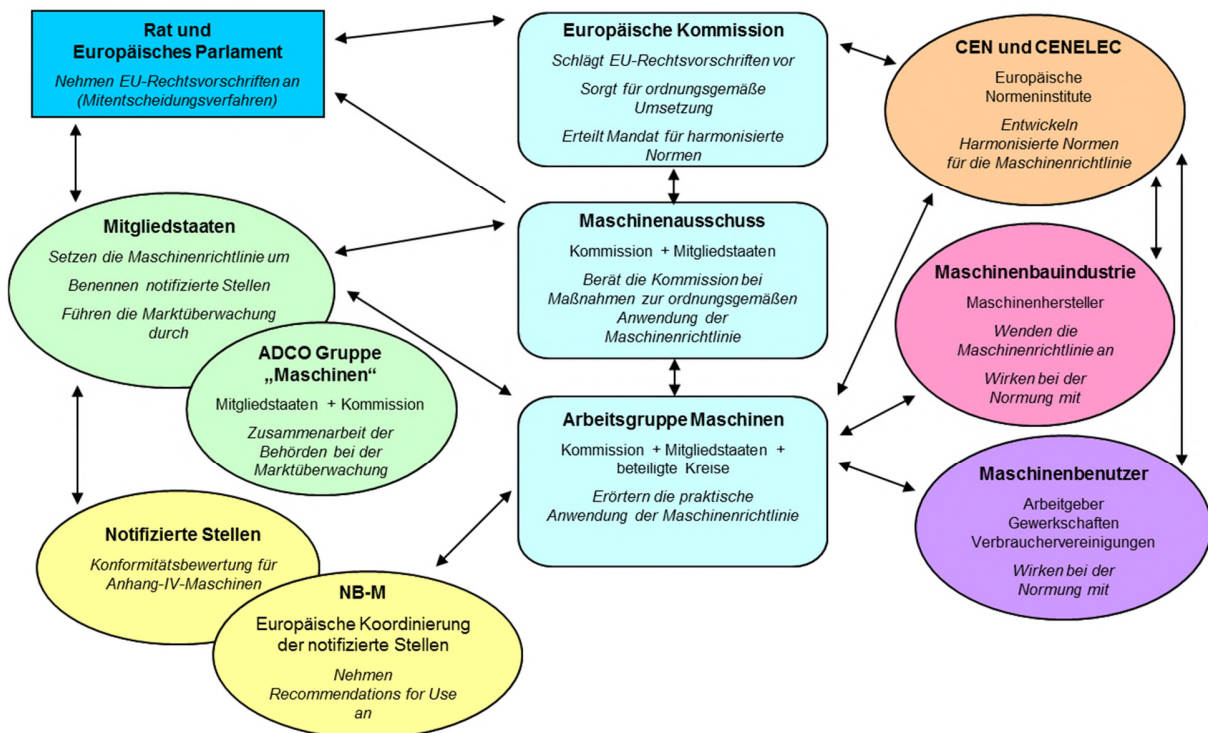 Rat und
Europäisches Parlament
Nehmen EU-Rechtsvorschriften an
(Mitentscheidungsverfahren)
Europäische Kommission
Schlägt EU-Rechtsvorschriften vor
Sorgt für ordnungsgemäße
Umsetzung
Erteilt Mandat für harmonisierte
Normen
CEN und CENELEC
Europäische
Normeninstitute
Entwickeln
Harmonisierte Normen
für die Maschinenrichtlinie
Mitgliedstaaten
Setzen die Maschinenrichtlinie um
Benennen notifizierte Stellen
Führen die Marktüberwachung
durch
Maschinenausschuss
Kommission + Mitgliedstaaten
Berät die Kommission bei
Maßnahmen zur ordnungsgemäßen
Anwendung der
Maschinenrichtlinie
Maschinenbauindustrie
Maschinenhersteller
Wenden die
Maschinenrichtlinie an
Wirken bei der
Normung mit
ADCO Gruppe
„Maschinen“
Mitgliedstaaten + Kommission
Zusammenarbeit der
Behörden bei der
Marktüberwachung
Arbeitsgruppe Maschinen
Kommission + Mitgliedstaaten +
beteiligte Kreise
Erörtern die praktische
Anwendung der Maschinenrichtlinie
Maschinenbenutzer
Arbeitgeber
Gewerkschaften
Verbrauchervereinigungen
Wirken bei der
Normung mit
Notifizierte Stellen
Konformitätsbewertung für
Anhang-IV-Maschinen
NB-M
Europäische Koordinierung
der notifizierte Stellen
Nehmen
Recommendations for Use
an